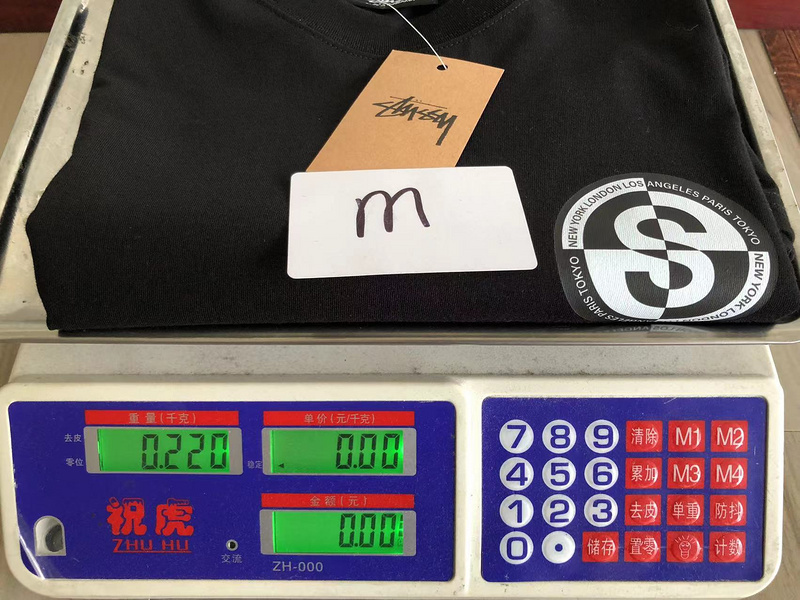 Stüssy
m
NEW YORK LONDON LOS ANGELES PARIS TOKYO NEW YORK LONDON
ANGELES PARIS TOKYO
S
重量(千克)
单价(元/千克)
去皮
零位
0.220
稳定
0.00
金额(元)
0.00
祝虎
ZHU HU
交流
ZH-000
7 8 9 清除 M1 M2
4 5 6 累加 M3 M4
1 2 3 去皮 单重 防抖
0 • 储存 置零 计数